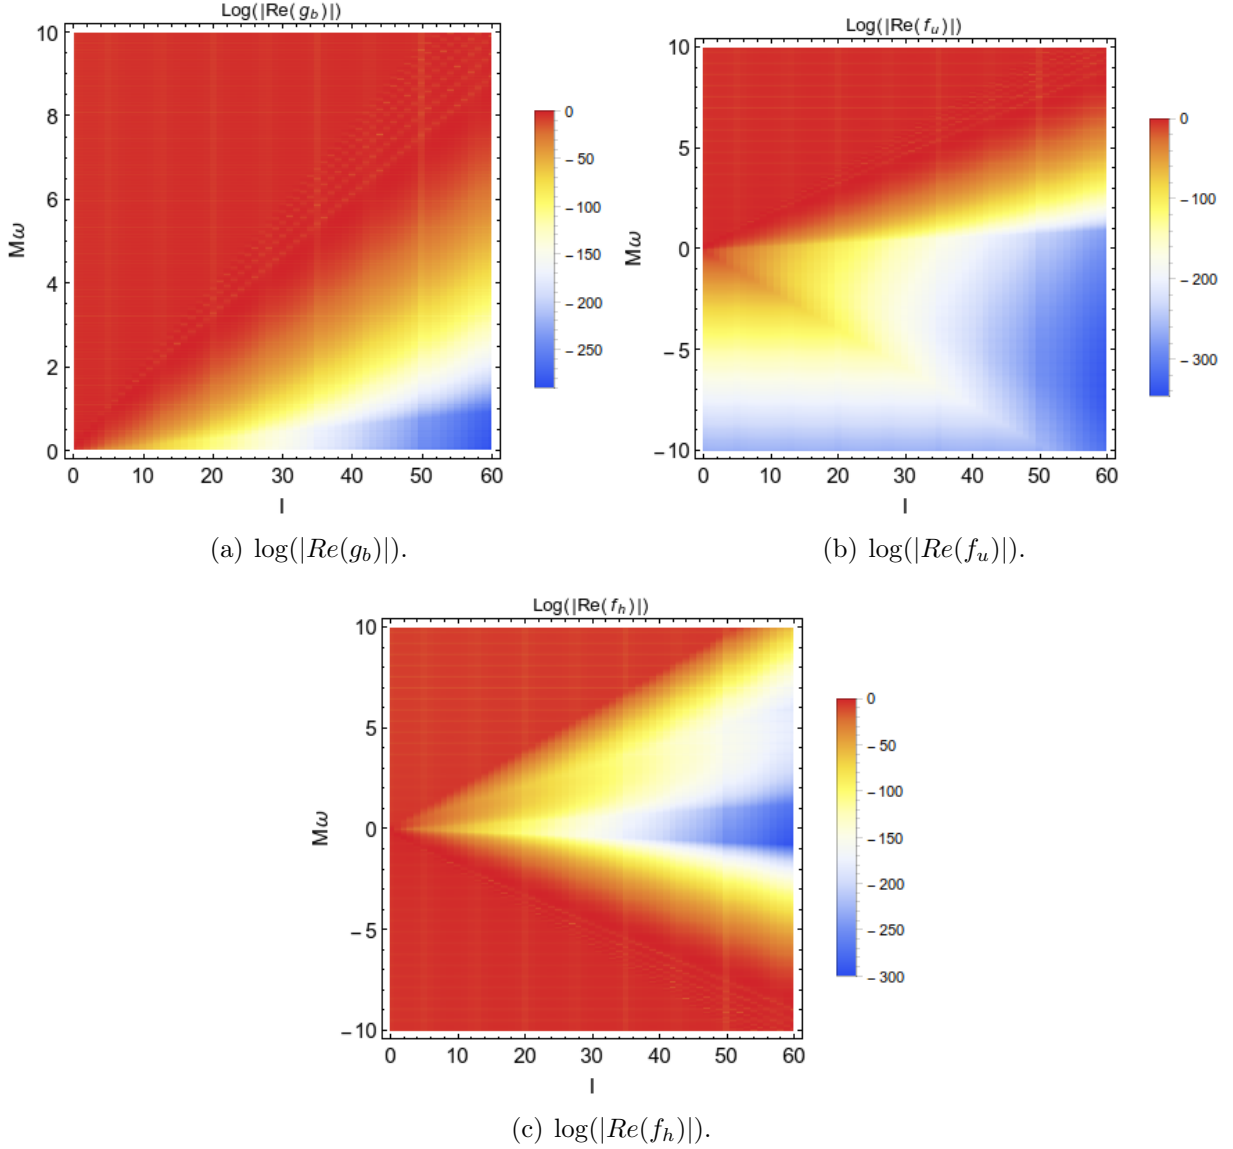 Log(|Re(g_b)|)
10
8
6
4
2
0
0 10 20 30 40 50 60
Mω
l
0
-50
-100
-150
-200
-250
(a) log(|Re(g_b)|).
Log(|Re(f_u)|)
10
5
0
-5
-10
0 10 20 30 40 50 60
Mω
l
0
-100
-200
-300
(b) log(|Re(f_u)|).
Log(|Re(f_h)|)
10
5
0
-5
-10
0 10 20 30 40 50 60
Mω
l
0
-50
-100
-150
-200
-250
-300
(c) log(|Re(f_h)|).